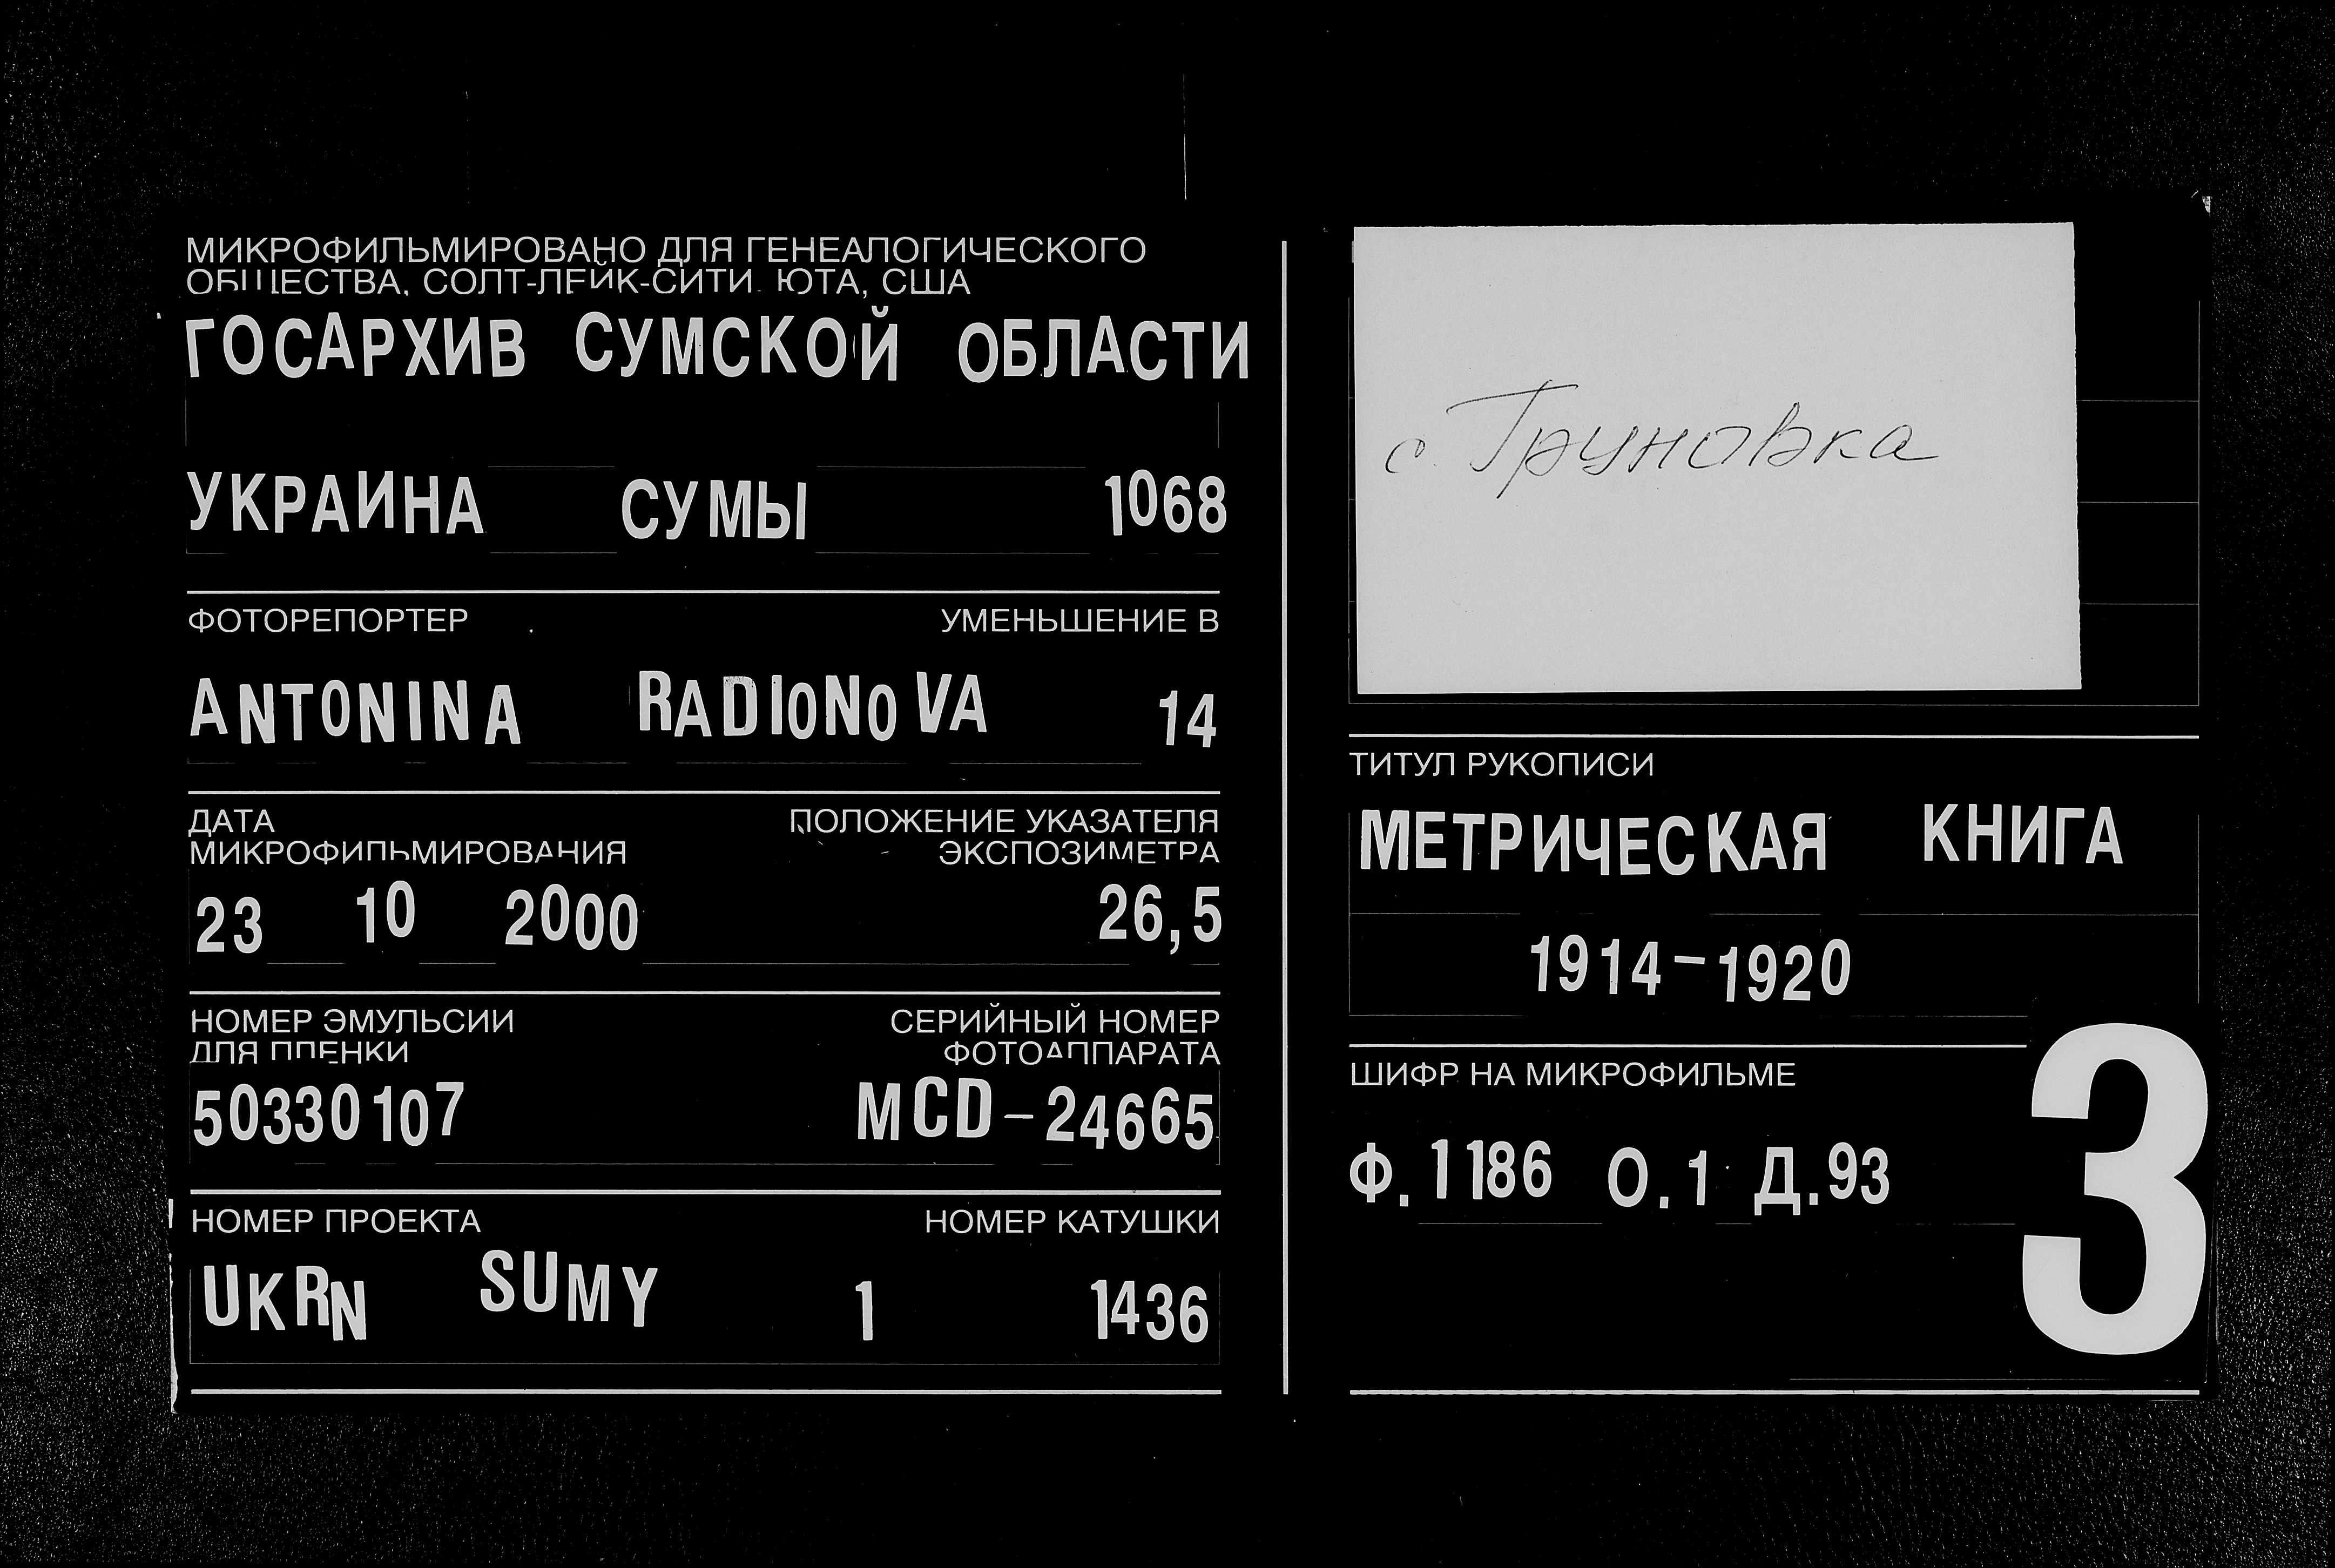 МИКРОФИЛЬМИРОВАНО ДЛЯ ГЕНЕАЛОГИЧЕСКОГО
ОБЩЕСТВА, СОЛТ-ЛЕЙК-СИТИ. ЮТА, США
ГОСАРХИВ СУМСКОЙ ОБЛАСТИ
УКРАИНА СУМЫ 1068
ФОТОРЕПОРТЕР УМЕНЬШЕНИЕ В
ANTONINA RADIONOVA 14
ДАТА ПОЛОЖЕНИЕ УКАЗАТЕЛЯ
МИКРОФИЛЬМИРОВАНИЯ ЭКСПОЗИМЕТРА
23 10 2000 26,5
НОМЕР ЭМУЛЬСИИ СЕРИЙНЫЙ НОМЕР
ДЛЯ ПЛЕНКИ ФОТОАППАРАТА
50330107 MCD-24665
НОМЕР ПРОЕКТА НОМЕР КАТУШКИ
UKRN SUMY 1 1436
с. Груновка
ТИТУЛ РУКОПИСИ
МЕТРИЧЕСКАЯ КНИГА
1914-1920
ШИФР НА МИКРОФИЛЬМЕ
Ф. 1186 О. 1 Д. 93
3